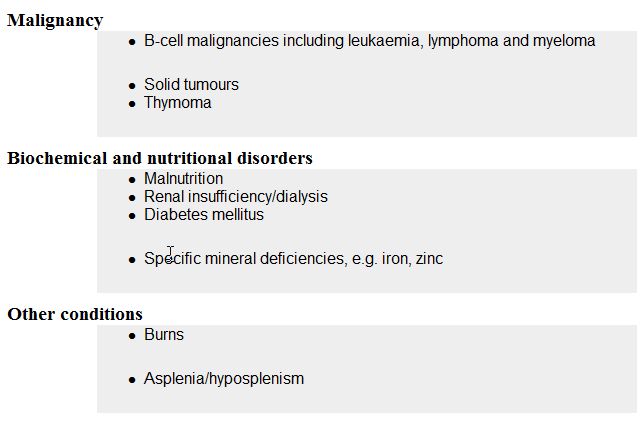 Malignancy
● B-cell malignancies including leukaemia, lymphoma and myeloma
● Solid tumours
● Thymoma
Biochemical and nutritional disorders
● Malnutrition
● Renal insufficiency/dialysis
● Diabetes mellitus
● Specific mineral deficiencies, e.g. iron, zinc
Other conditions
● Burns
● Asplenia/hyposplenism